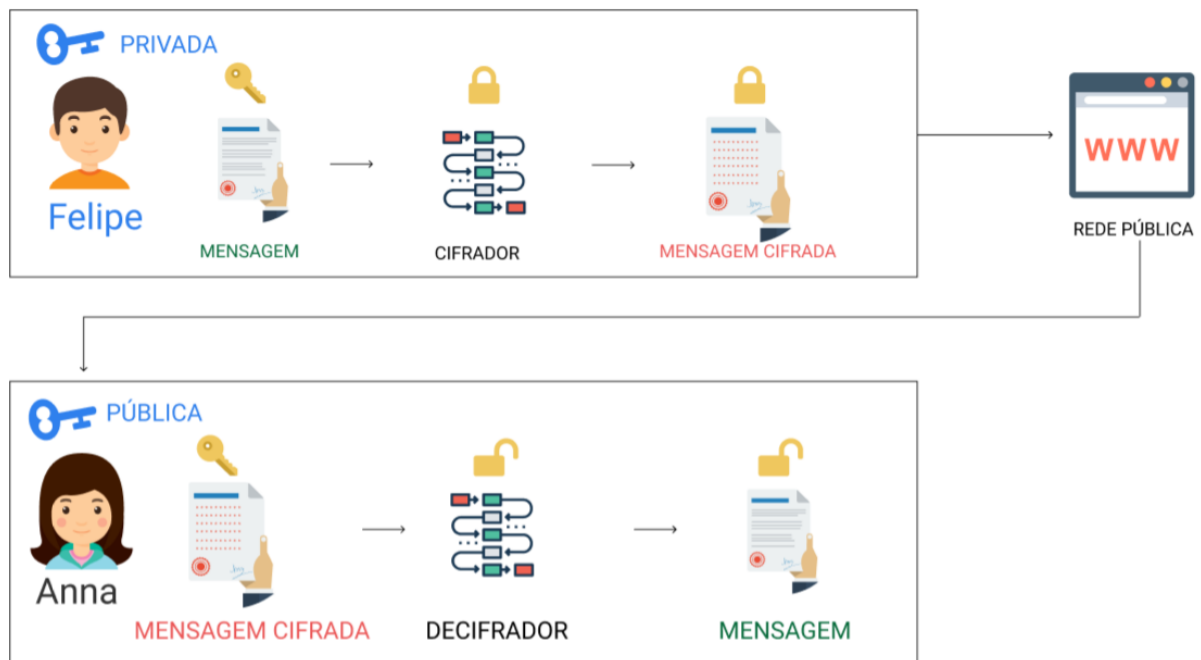 PRIVADA
Felipe
MENSAGEM
CIFRADOR
MENSAGEM CIFRADA
WWW
REDE PÚBLICA
PÚBLICA
Anna
MENSAGEM CIFRADA
DECIFRADOR
MENSAGEM